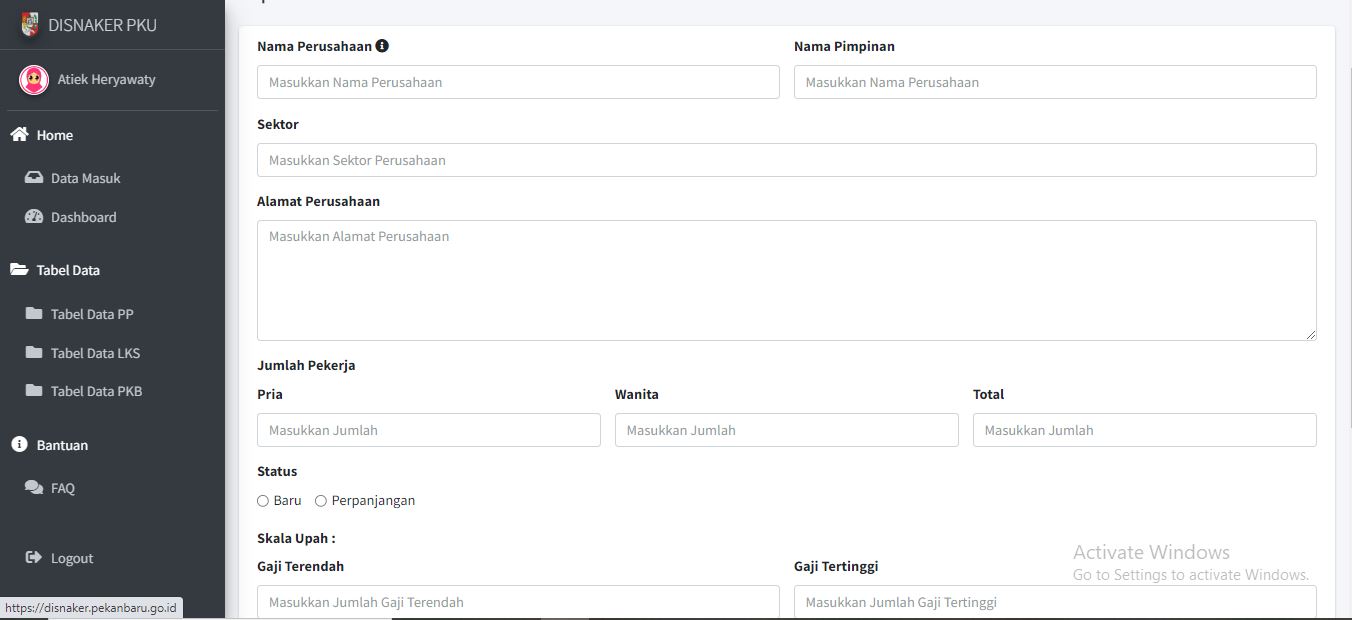 DISNAKER PKU
Atiek Heryawaty
Home
Data Masuk
Dashboard
Tabel Data
Tabel Data PP
Tabel Data LKS
Tabel Data PKB
Bantuan
FAQ
Logout
https://disnaker.pekanbaru.go.id
Nama Perusahaan
Nama Pimpinan
Masukkan Nama Perusahaan
Masukkan Nama Perusahaan
Sektor
Masukkan Sektor Perusahaan
Alamat Perusahaan
Masukkan Alamat Perusahaan
Jumlah Pekerja
Pria
Wanita
Total
Masukkan Jumlah
Masukkan Jumlah
Masukkan Jumlah
Status
Baru
Perpanjangan
Skala Upah :
Gaji Terendah
Gaji Tertinggi
Masukkan Jumlah Gaji Terendah
Masukkan Jumlah Gaji Tertinggi
Activate Windows
Go to Settings to activate Windows.